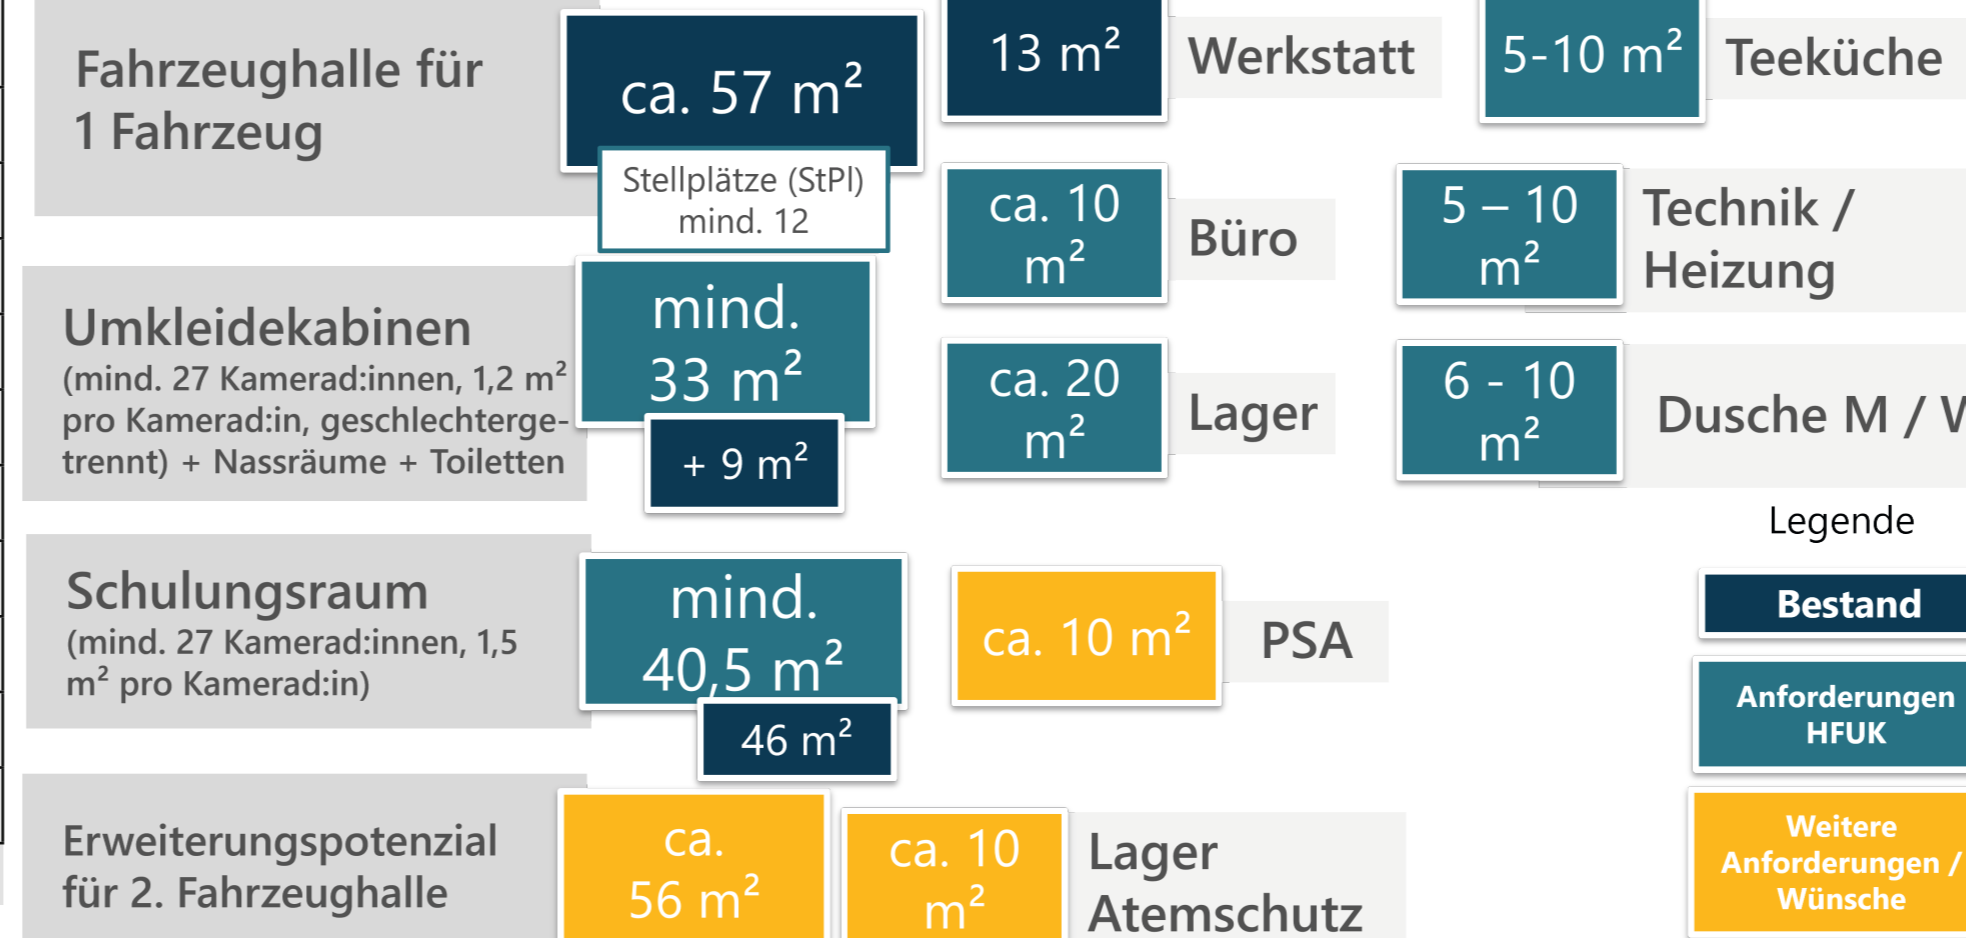 Fahrzeughalle für
1 Fahrzeug
ca. 57 m²
Stellplätze (StPl)
mind. 12
13 m²
Werkstatt
5-10 m²
Teeküche
ca. 10
m²
Büro
5 – 10
m²
Technik /
Heizung
Umkleidekabinen
(mind. 27 Kamerad:innen, 1,2 m²
pro Kamerad:in, geschlechterge-
trennt) + Nassräume + Toiletten
mind.
33 m²
+ 9 m²
ca. 20
m²
Lager
6 - 10
m²
Dusche M / W
Schulungsraum
(mind. 27 Kamerad:innen, 1,5
m² pro Kamerad:in)
mind.
40,5 m²
46 m²
ca. 10 m²
PSA
Legende
Bestand
Anforderungen
HFUK
Weitere
Anforderungen /
Wünsche
Erweiterungspotenzial
für 2. Fahrzeughalle
ca.
56 m²
ca. 10
m²
Lager
Atemschutz